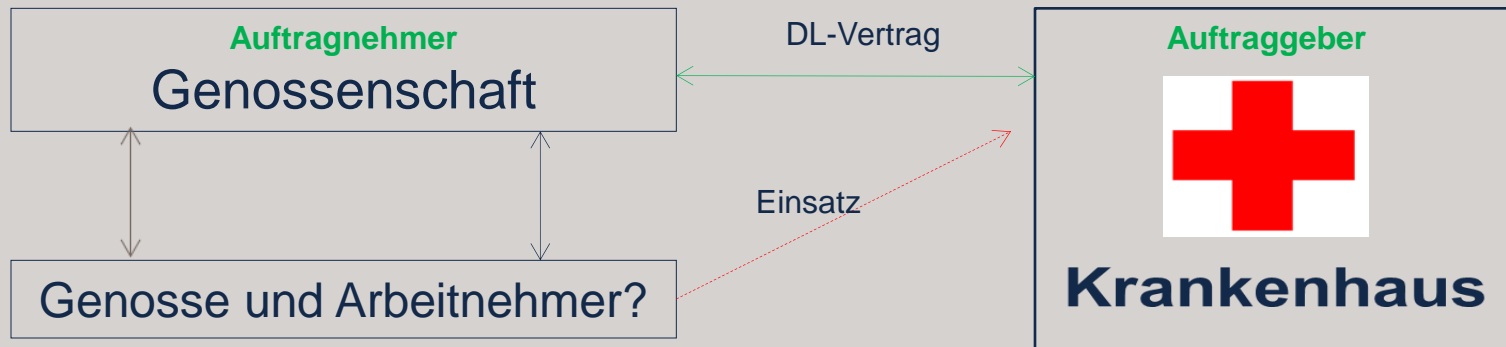 Auftragnehmer
Genossenschaft
DL-Vertrag
Auftraggeber
Einsatz
Genosse und Arbeitnehmer?
Krankenhaus